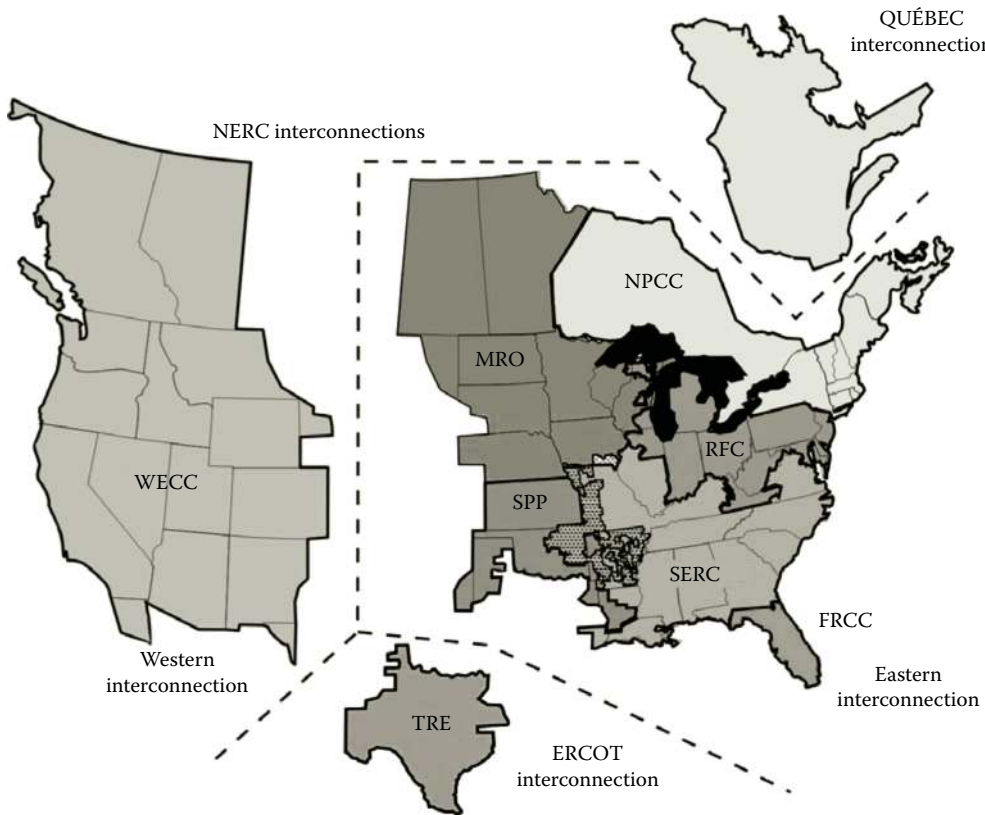 QUÉBEC
interconnection
NERC interconnections
NPCC
MRO
RFC
WECC
SPP
SERC
FRCC
Western
interconnection
Eastern
interconnection
TRE
ERCOT
interconnection